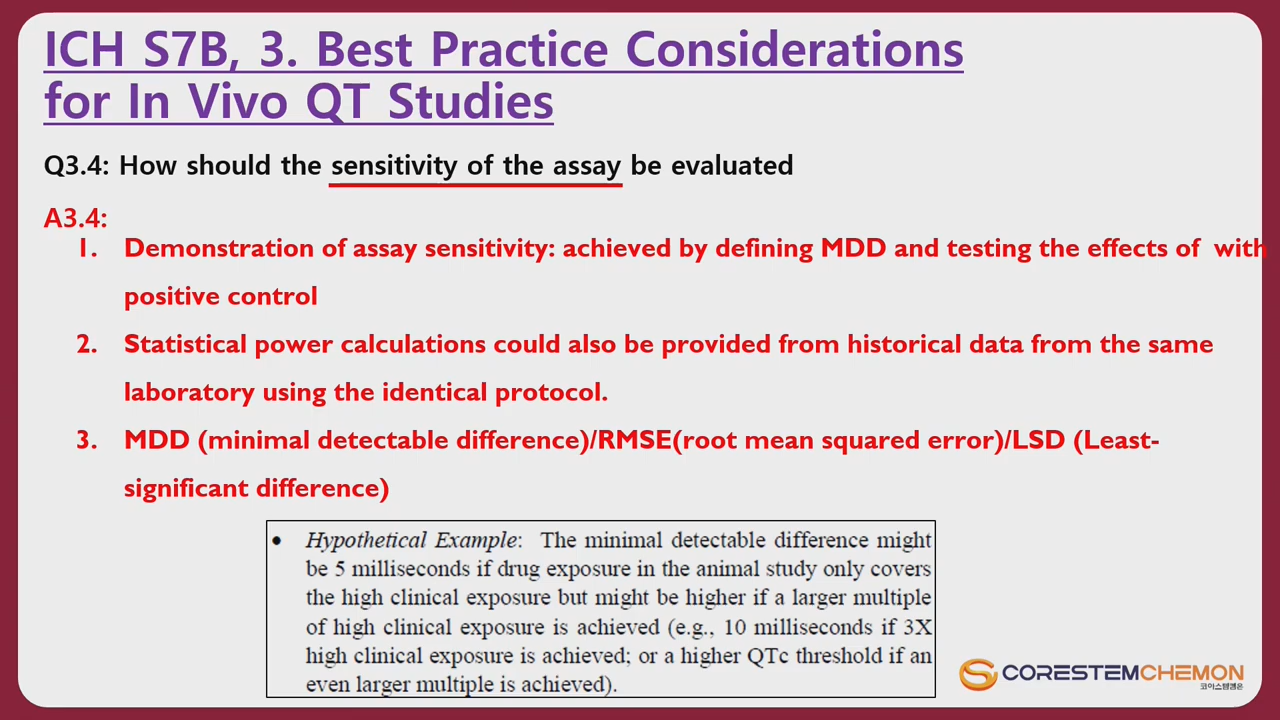 ICH S7B, 3. Best Practice Considerations
for In Vivo QT Studies
Q3.4: How should the sensitivity of the assay be evaluated
A3.4:
1. Demonstration of assay sensitivity: achieved by defining MDD and testing the effects of with
positive control
2. Statistical power calculations could also be provided from historical data from the same
laboratory using the identical protocol.
3. MDD (minimal detectable difference)/RMSE(root mean squared error)/LSD (Least-
significant difference)
• Hypothetical Example: The minimal detectable difference might
be 5 milliseconds if drug exposure in the animal study only covers
the high clinical exposure but might be higher if a larger multiple
of high clinical exposure is achieved (e.g., 10 milliseconds if 3X
high clinical exposure is achieved; or a higher QTc threshold if an
even larger multiple is achieved).
CORESTEMCHEMON
코아스템켐온